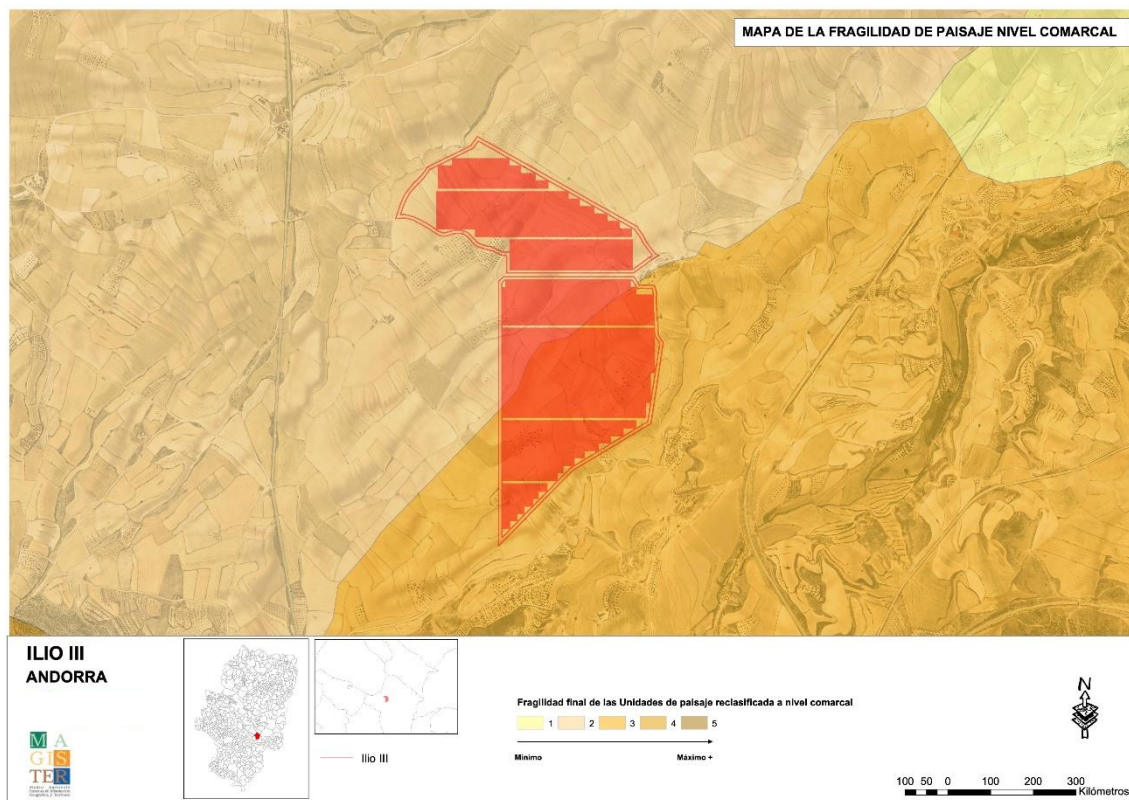 MAPA DE LA FRAGILIDAD DE PAISAJE NIVEL COMARCAL
ILIO III
ANDORRA
MA
GIS
TER
Ilio III
Fragilidad final de las Unidades de paisaje reclasificada a nivel comarcal
1 2 3 4 5
Mínimo Máximo +
N
100 50 0 100 200 300
Kilómetros